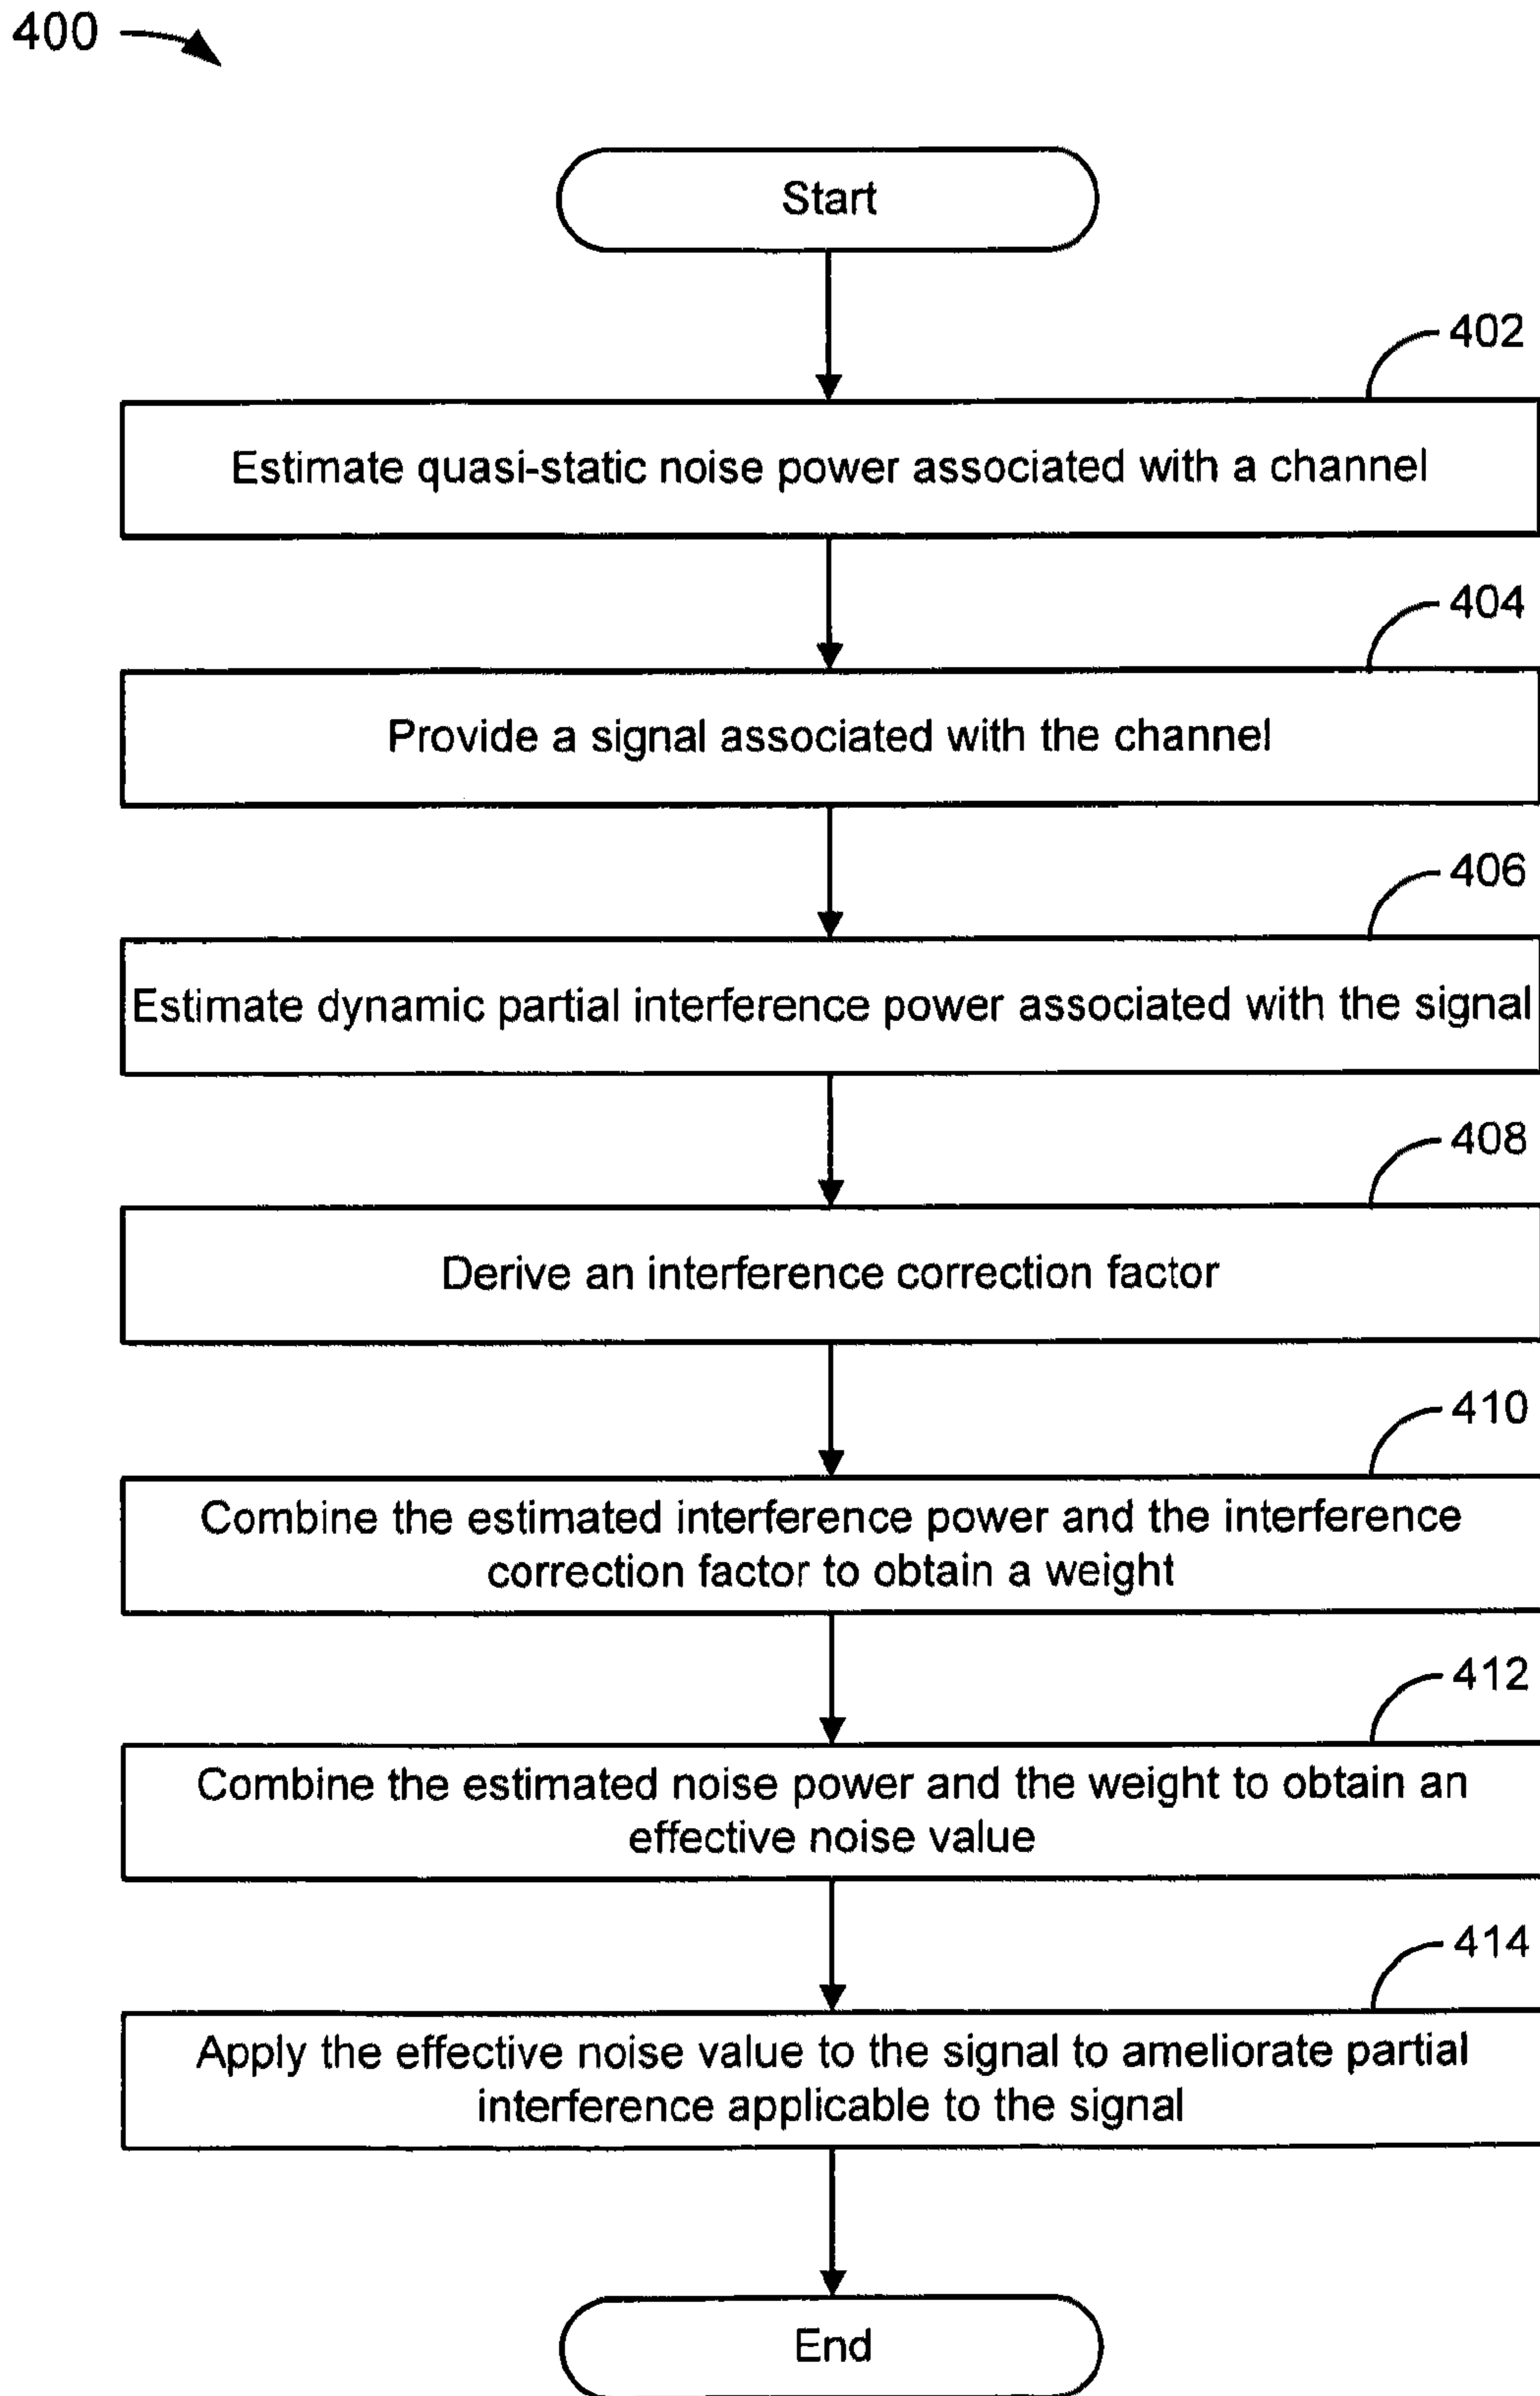 400
Start
402
Estimate quasi-static noise power associated with a channel
404
Provide a signal associated with the channel
406
Estimate dynamic partial interference power associated with the signal
408
Derive an interference correction factor
410
Combine the estimated interference power and the interference
correction factor to obtain a weight
412
Combine the estimated noise power and the weight to obtain an
effective noise value
414
Apply the effective noise value to the signal to ameliorate partial
interference applicable to the signal
End